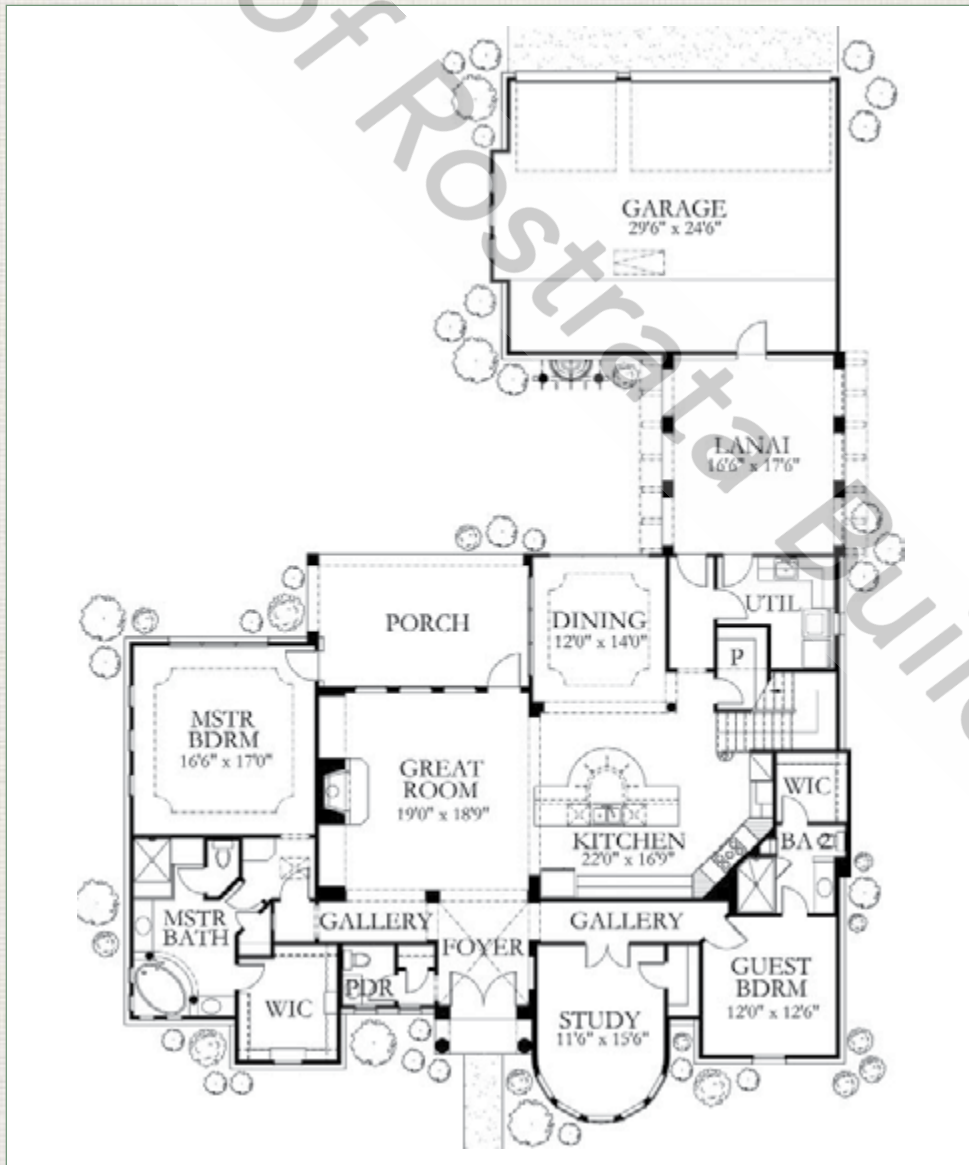 of Rostrata Buil
GARAGE
29'6" x 24'6"
LANAI
16'6" x 17'6"
PORCH
DINING
12'0" x 14'0"
UTIL
P
MSTR
BDRM
16'6" x 17'0"
GREAT
ROOM
19'0" x 18'9"
WIC
KITCHEN
22'0" x 16'9"
BA 2
MSTR
BATH
GALLERY
GALLERY
FOYER
GUEST
BDRM
12'0" x 12'6"
PDR
WIC
STUDY
11'6" x 15'6"